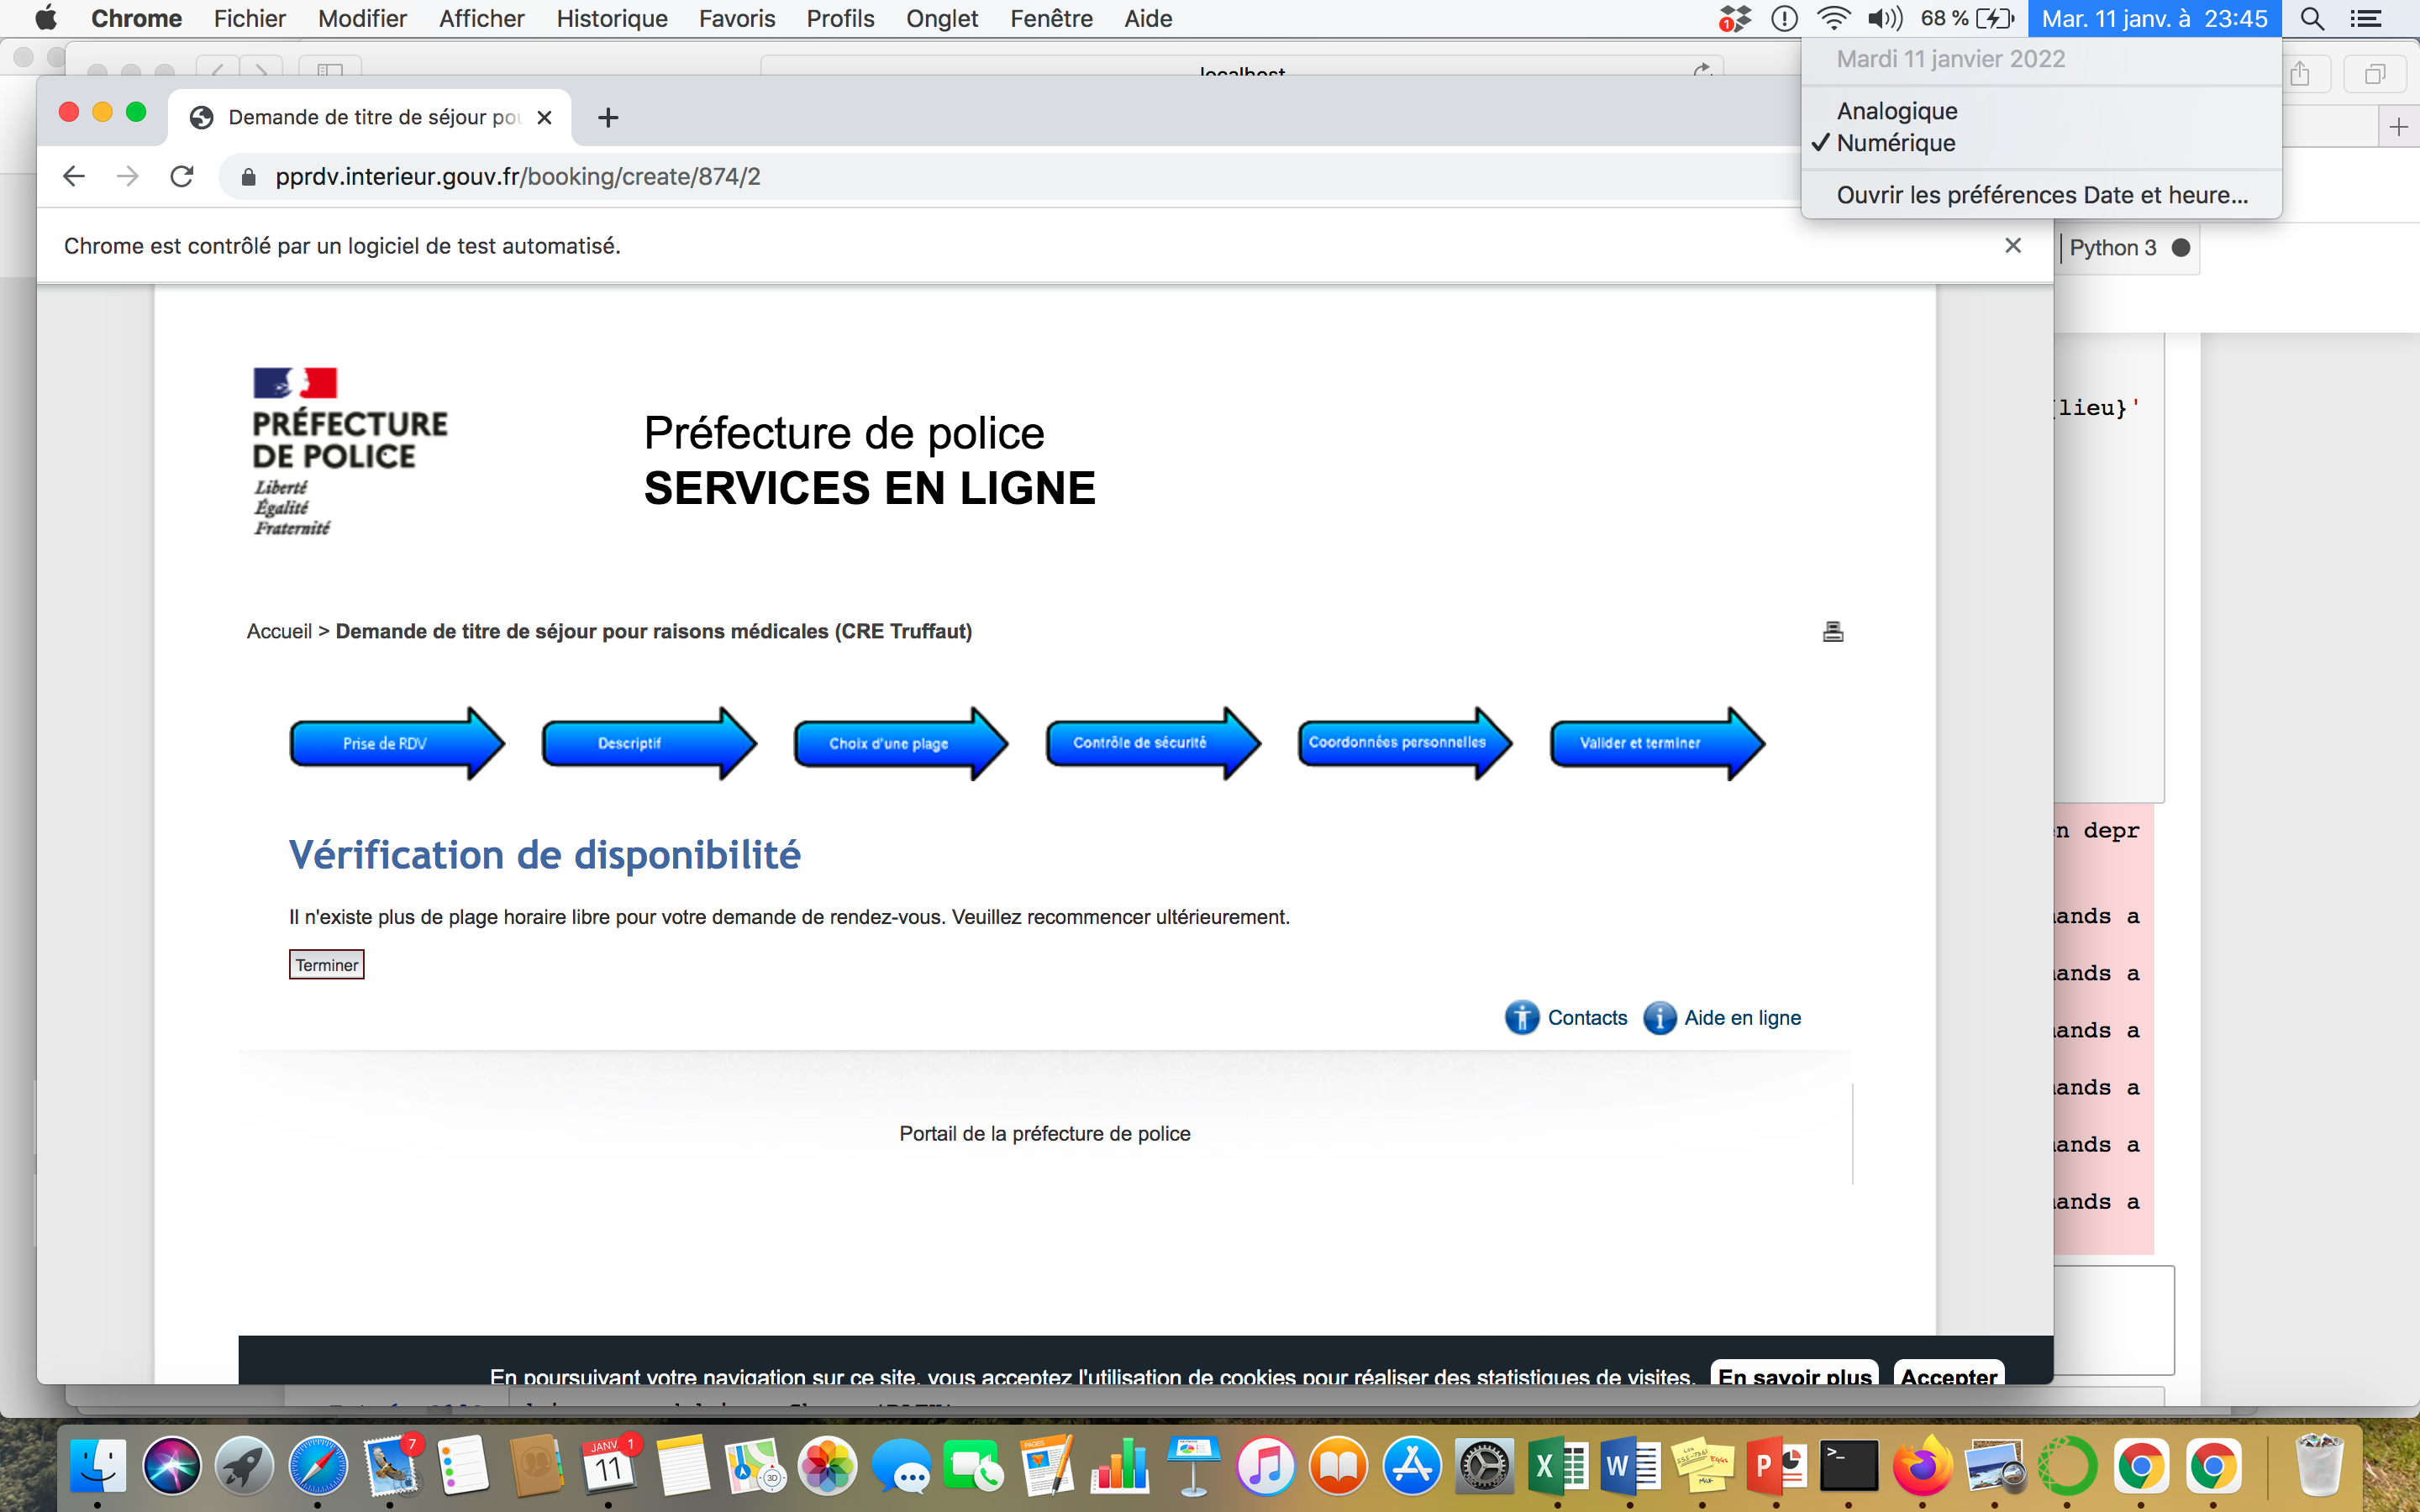 Chrome Fichier Modifier Afficher Historique Favoris Profils Onglet Fenêtre Aide 1 68 % Mar. 11 janv. à 23:45
Mardi 11 janvier 2022
Analogique
✓ Numérique
Ouvrir les préférences Date et heure...
localhost
Demande de titre de séjour
pprdv.interieur.gouv.fr/booking/create/874/2
Chrome est contrôlé par un logiciel de test automatisé.
Python 3
PRÉFECTURE
DE POLICE
Liberté
Égalité
Fraternité
Préfecture de police
SERVICES EN LIGNE
lieu}'
Accueil > Demande de titre de séjour pour raisons médicales (CRE Truffaut)
Prise de RDV
Descriptif
Choix d'une plage
Contrôle de sécurité
Coordonnées personnelles
Valider et terminer
Vérification de disponibilité
Il n'existe plus de plage horaire libre pour votre demande de rendez-vous. Veuillez recommencer ultérieurement.
Terminer
n depr
ands a
ands a
ands a
ands a
ands a
ands a
Contacts Aide en ligne
Portail de la préfecture de police
En poursuivant votre navigation sur ce site, vous acceptez l'utilisation de cookies pour réaliser des statistiques de visites. En savoir plus Accepter
7
JANV 1
11
3D
PAGES
X
W
P
>_